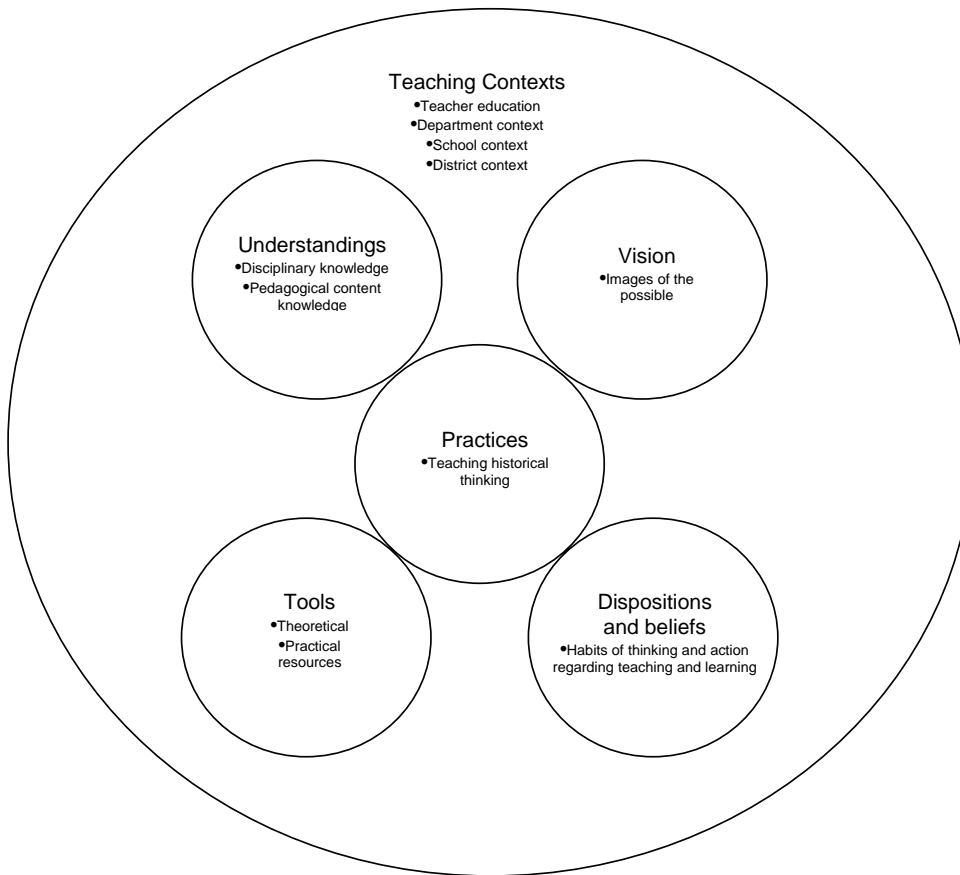 Teaching Contexts
•Teacher education
•Department context
•School context
•District context
Understandings
•Disciplinary knowledge
•Pedagogical content
knowledge
Vision
•Images of the
possible
Practices
•Teaching historical
thinking
Tools
•Theoretical
•Practical
resources
Dispositions
and beliefs
•Habits of thinking and action
regarding teaching and learning